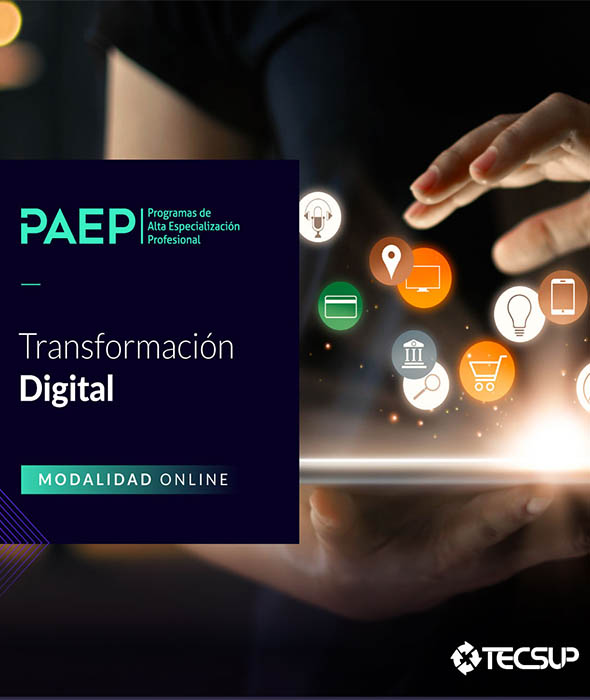 PAEP
Programas de
Alta Especialización
Profesional
Transformación
Digital
MODALIDAD ONLINE
TECSUP